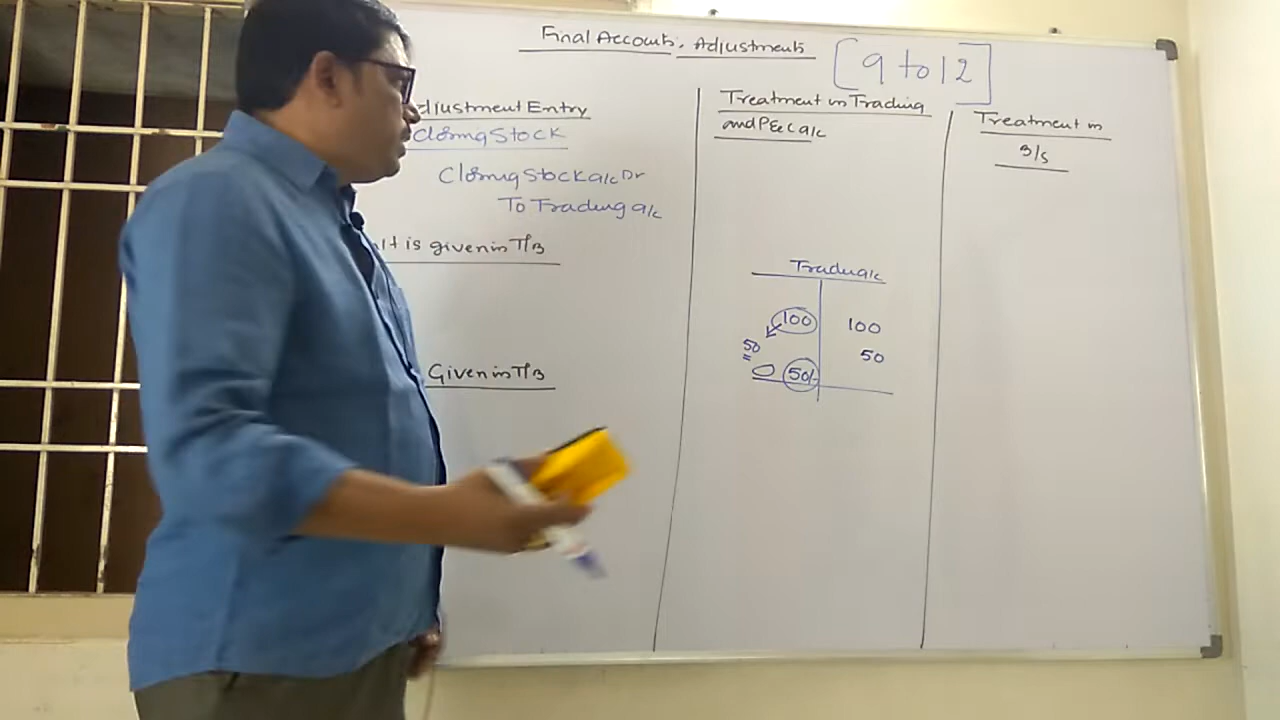 Final Accounts, Adjustments [9 to 12]
djustment Entry
Closing Stock
Closing Stock a/c Dr
To Trading a/c
It is given in T/B
Given in T/B
Treatment in Trading
and P&L a/c
Trading a/c
100 100
50 50
0 50/-
Treatment in
B/S